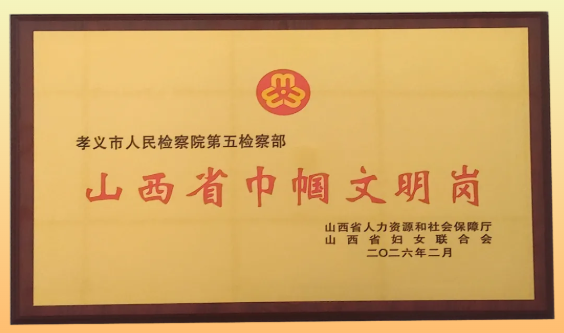 孝义市人民检察院第五检察部
山西省巾帼文明岗
山西省人力资源和社会保障厅
山西省妇女联合会
二〇二六年二月